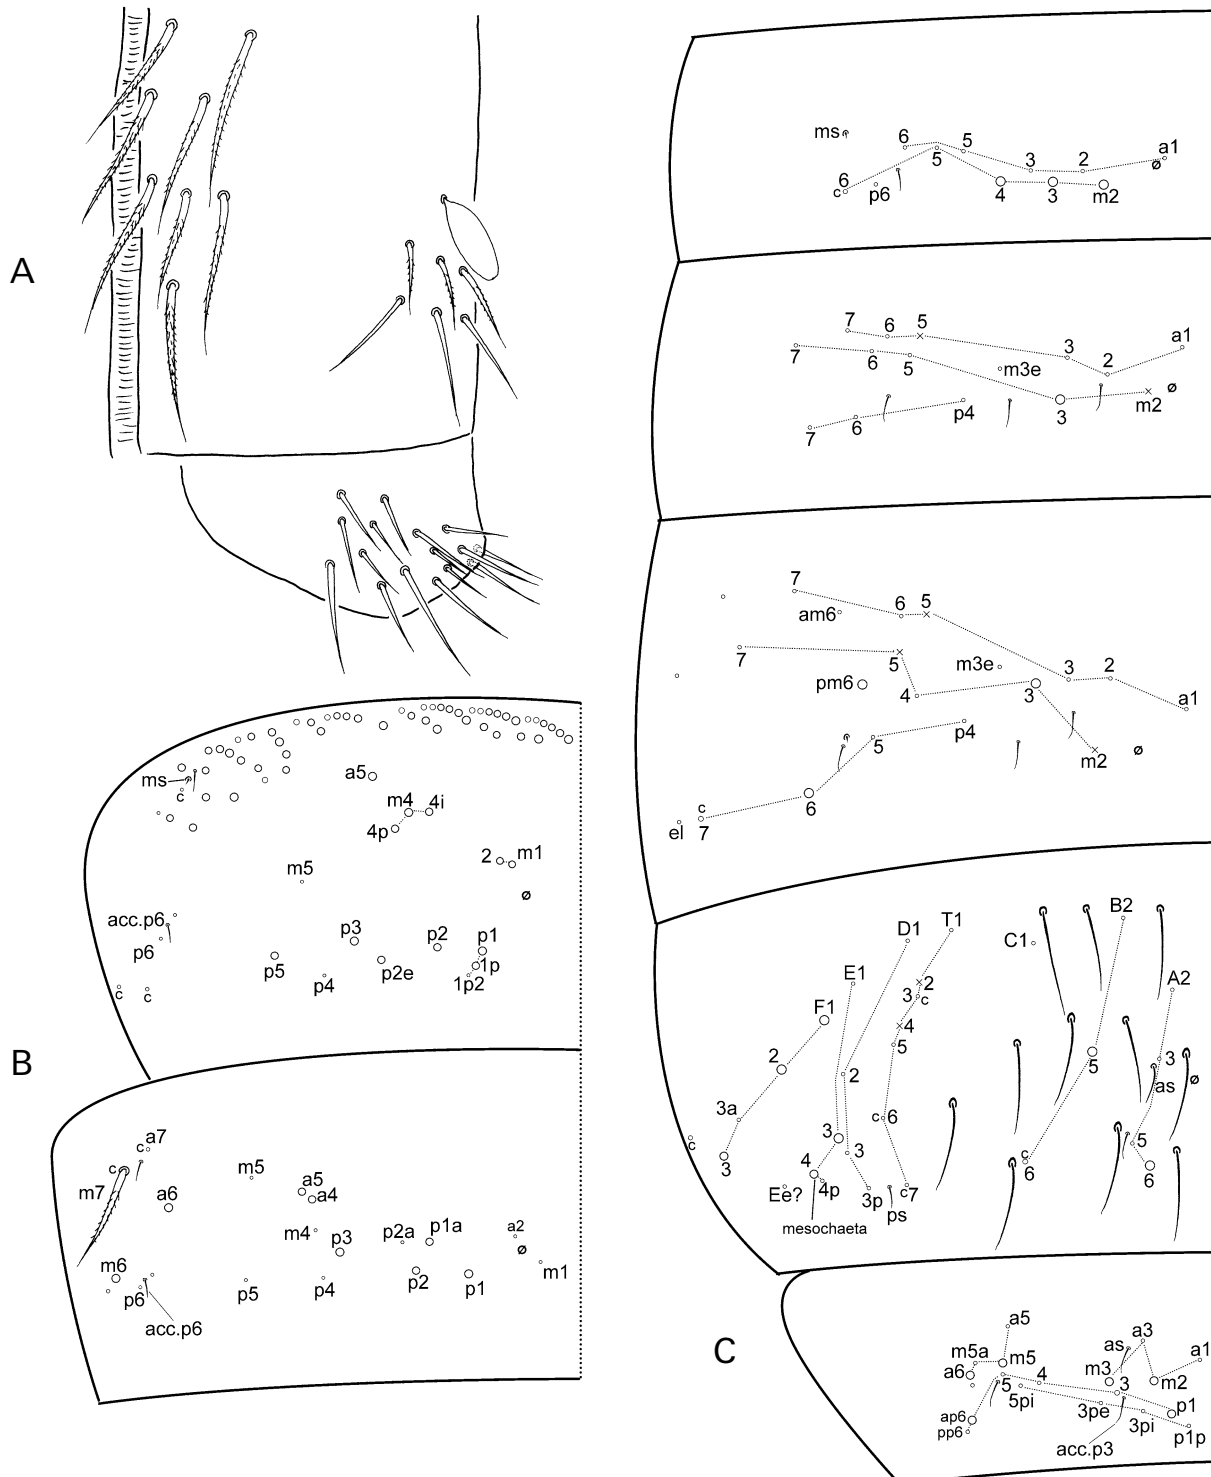 A
ms
6
5
5
3
2
a1
ø
6
c
p6
4
3
m2
7
6
5
3
2
a1
7
6
5
m3e
ø
3
m2
7
6
p4
7
am6
6
5
7
5
m3e
3
2
pm6
4
3
a1
p4
5
m2
ø
c
6
el
7
ms
c
a5
m4
4i
4p
m5
2
m1
ø
acc.p6
p6
p3
p2
p1
p5
p4
p2e
1p
1p2
c
c
B
D1
T1
C1
B2
E1
A2
F1
2
3
c
4
5
2
5
3
as
ø
2
3a
c
6
c
3
3
3
5
c
6
6
4
4p
Ee?
3p
ps
c7
mesochaeta
c
a7
c
m7
a6
m5
a5
a4
m4
p3
p2a
p1a
a2
ø
m1
m6
p6
p5
p4
p2
p1
acc.p6
C
a5
as
a3
a1
m5a
m5
a6
m3
m2
5
4
3
5pi
3pe
3pi
p1
ap6
pp6
acc.p3
p1p